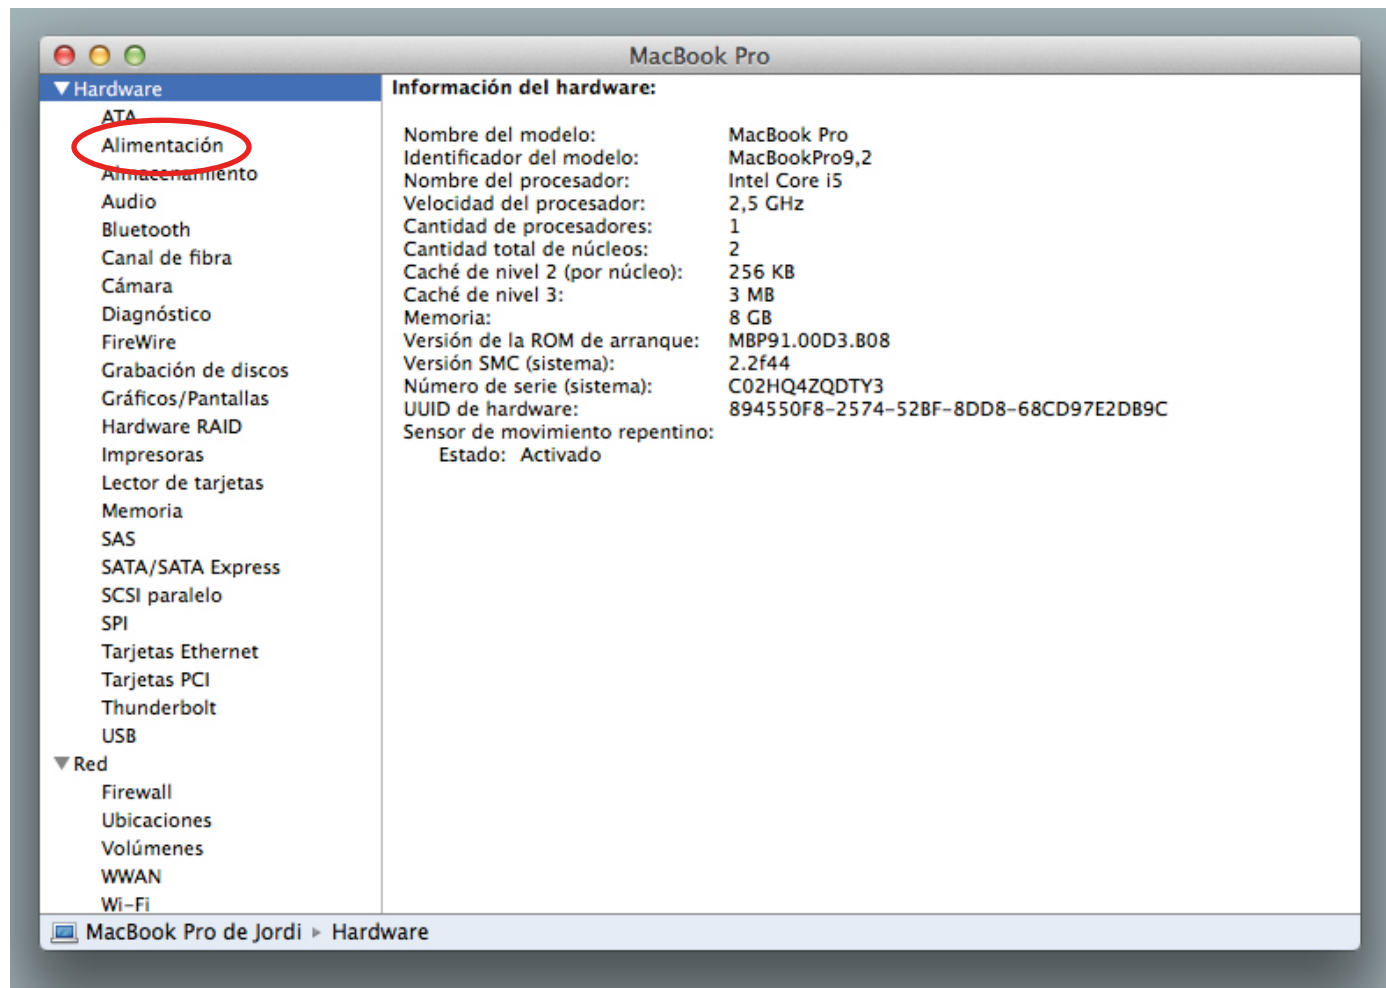 MacBook Pro
Hardware
ATA
Alimentación
Almacenamiento
Audio
Bluetooth
Canal de fibra
Cámara
Diagnóstico
FireWire
Grabación de discos
Gráficos/Pantallas
Hardware RAID
Impresoras
Lector de tarjetas
Memoria
SAS
SATA/SATA Express
SCSI paralelo
SPI
Tarjetas Ethernet
Tarjetas PCI
Thunderbolt
USB
Red
Firewall
Ubicaciones
Volúmenes
WWAN
Wi-Fi
Información del hardware:
Nombre del modelo: MacBook Pro
Identificador del modelo: MacBookPro9,2
Nombre del procesador: Intel Core i5
Velocidad del procesador: 2,5 GHz
Cantidad de procesadores: 1
Cantidad total de núcleos: 2
Caché de nivel 2 (por núcleo): 256 KB
Caché de nivel 3: 3 MB
Memoria: 8 GB
Versión de la ROM de arranque: MBP91.00D3.B08
Versión SMC (sistema): 2.2f44
Número de serie (sistema): C02HQ4ZQDTY3
UUID de hardware: 894550F8-2574-52BF-8DD8-68CD97E2DB9C
Sensor de movimiento repentino:
Estado: Activado
MacBook Pro de Jordi ▸ Hardware